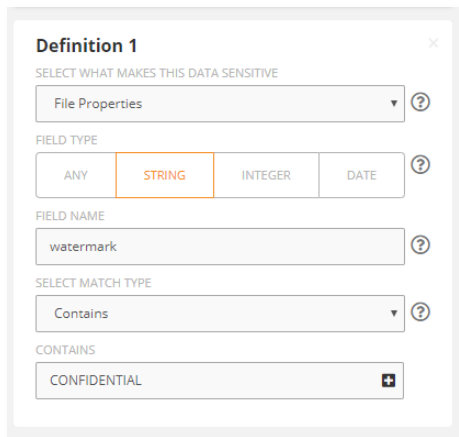 Definition 1
SELECT WHAT MAKES THIS DATA SENSITIVE
File Properties
FIELD TYPE
ANY STRING INTEGER DATE
FIELD NAME
watermark
SELECT MATCH TYPE
Contains
CONTAINS
CONFIDENTIAL